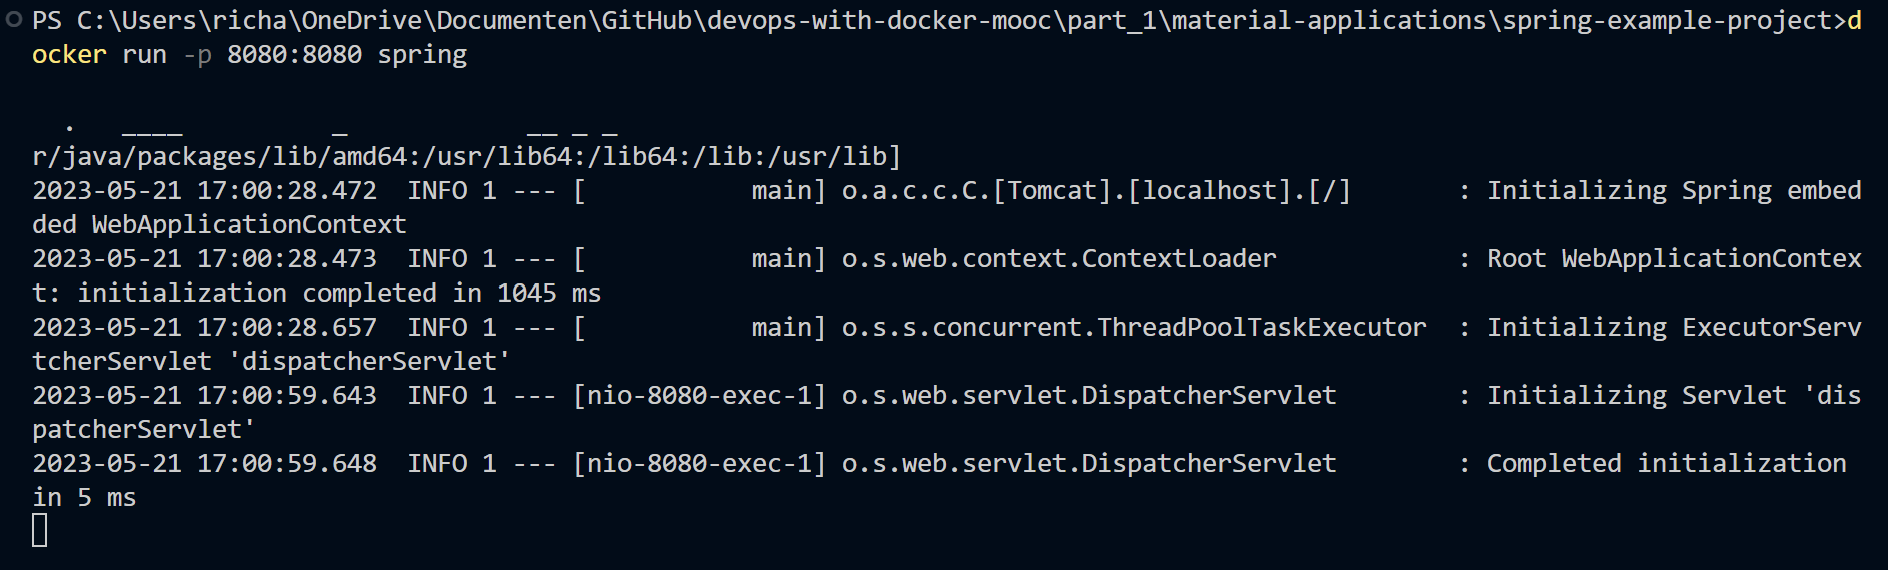 PS C:\Users\richa\OneDrive\Documenten\GitHub\devops-with-docker-mooc\part_1\material-applications\spring-example-project>d
ocker run -p 8080:8080 spring
  .   ____          _            __ _ _
r/java/packages/lib/amd64:/usr/lib64:/lib64:/lib:/usr/lib]
2023-05-21 17:00:28.472  INFO 1 --- [           main] o.a.c.c.C.[Tomcat].[localhost].[/]       : Initializing Spring embed
ded WebApplicationContext
2023-05-21 17:00:28.473  INFO 1 --- [           main] o.s.web.context.ContextLoader            : Root WebApplicationContex
t: initialization completed in 1045 ms
2023-05-21 17:00:28.657  INFO 1 --- [           main] o.s.s.concurrent.ThreadPoolTaskExecutor  : Initializing ExecutorServ
tcherServlet 'dispatcherServlet'
2023-05-21 17:00:59.643  INFO 1 --- [nio-8080-exec-1] o.s.web.servlet.DispatcherServlet        : Initializing Servlet 'dis
patcherServlet'
2023-05-21 17:00:59.648  INFO 1 --- [nio-8080-exec-1] o.s.web.servlet.DispatcherServlet        : Completed initialization
in 5 ms